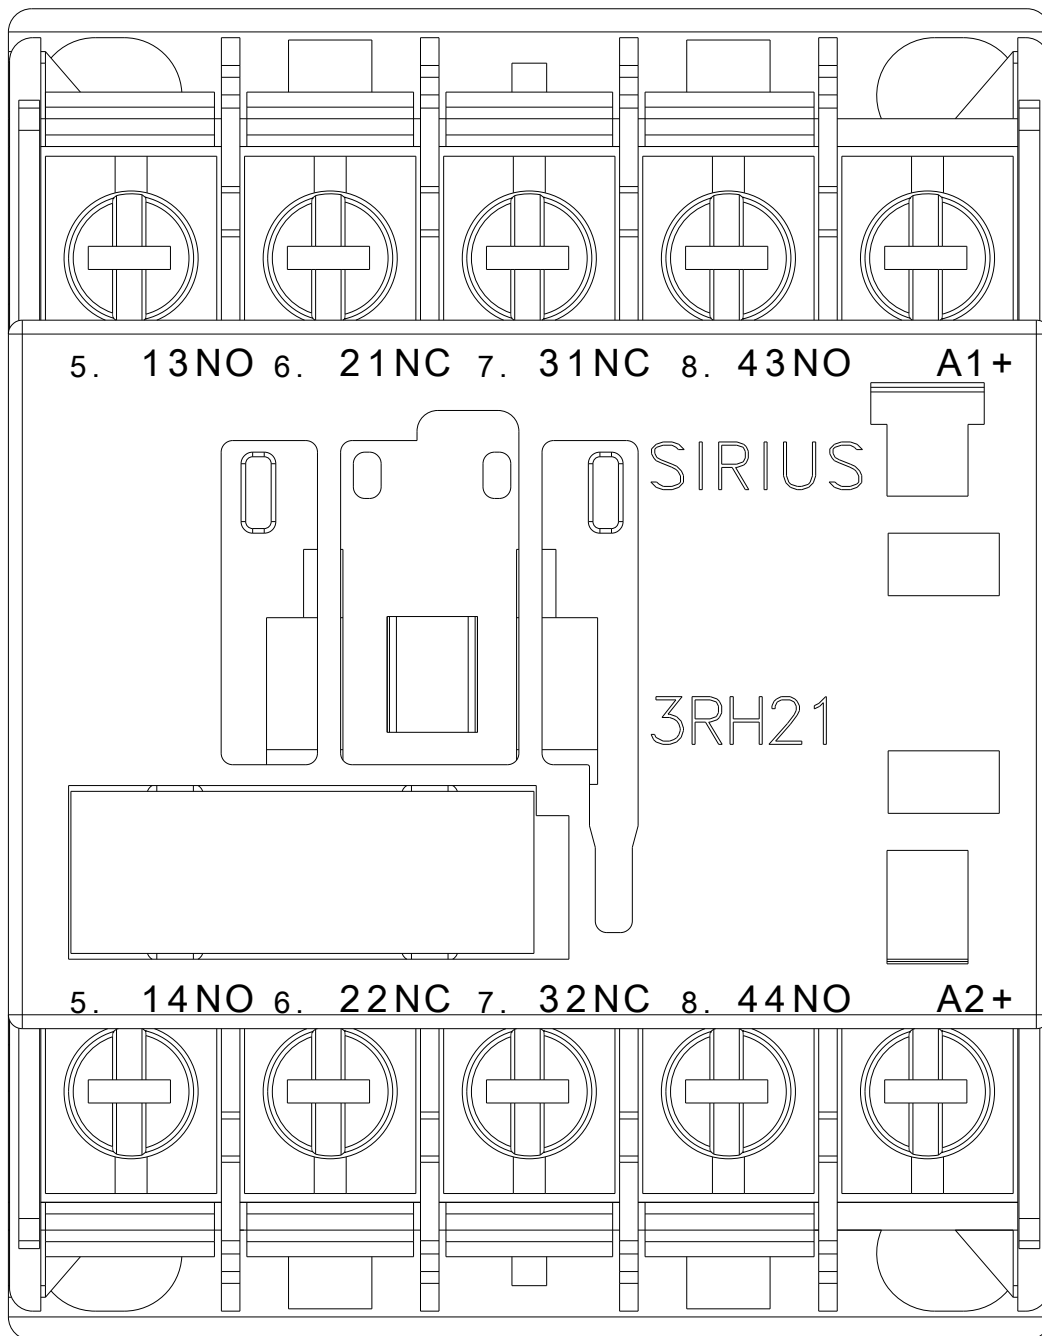 5. 13NO 6. 21NC 7. 31NC 8. 43NO A1+
SIRIUS
3RH21
5. 14NO 6. 22NC 7. 32NC 8. 44NO A2+